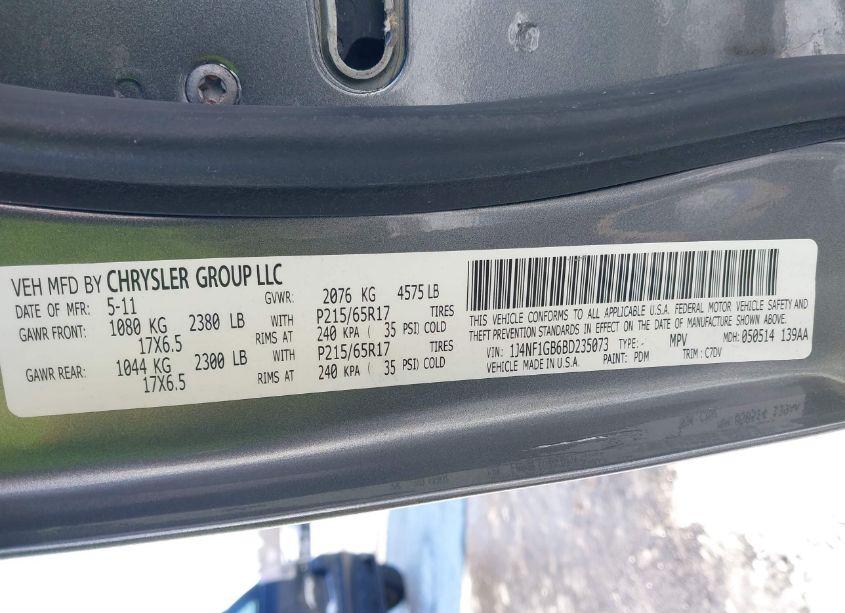 VEH MFD BY CHRYSLER GROUP LLC
DATE OF MFR: 5-11 GVWR: 2076 KG 4575 LB
GAWR FRONT: 1080 KG 2380 LB WITH P215/65R17 TIRES
17X6.5 RIMS AT 240 KPA ( 35 PSI) COLD
GAWR REAR: 1044 KG 2300 LB WITH P215/65R17 TIRES
17X6.5 RIMS AT 240 KPA ( 35 PSI) COLD
THIS VEHICLE CONFORMS TO ALL APPLICABLE U.S.A. FEDERAL MOTOR VEHICLE SAFETY AND
THEFT PREVENTION STANDARDS IN EFFECT ON THE DATE OF MANUFACTURE SHOWN ABOVE.
VIN: 1J4NF1GB6BD235073 TYPE: - MPV MDH: 050514 139AA
VEHICLE MADE IN U.S.A. PAINT: PDM TRIM: C7DV